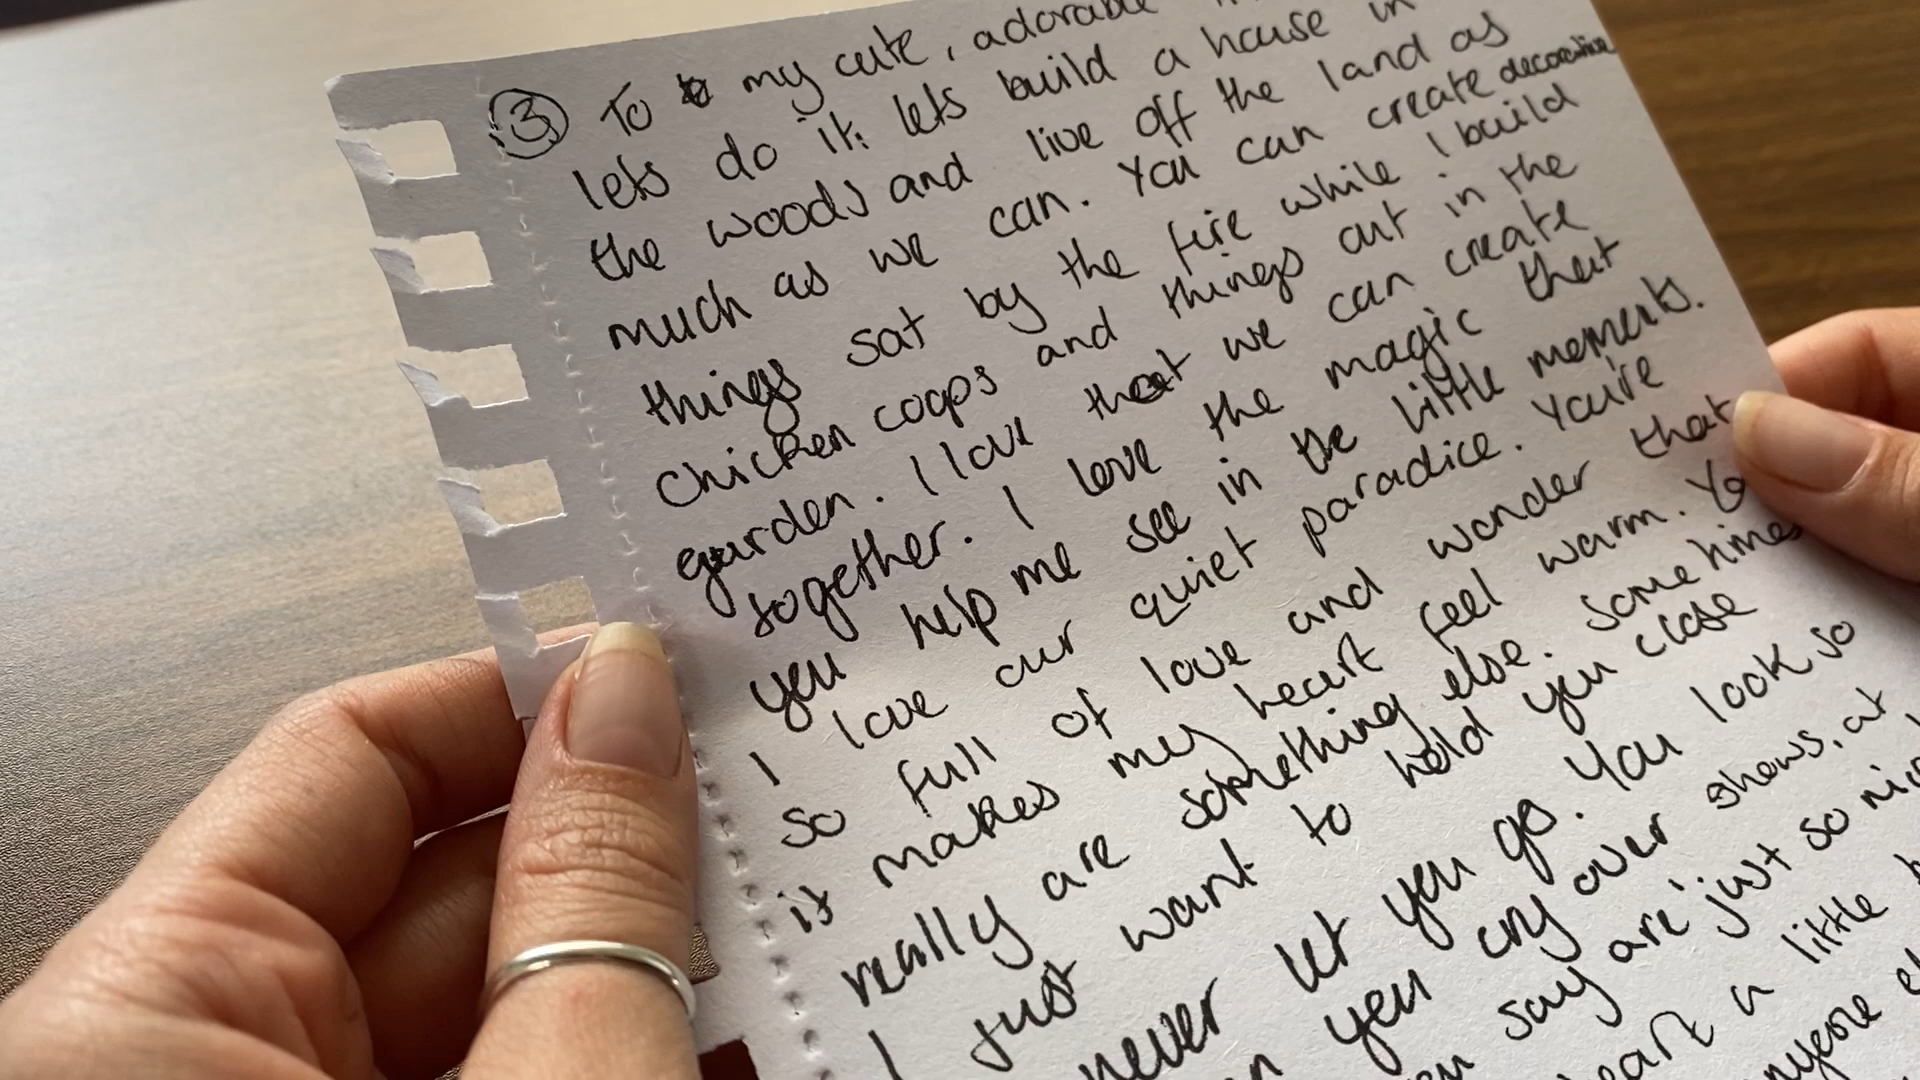 ③ To my cute, adorable
lets do it. lets build a house in
the woods and live off the land as
much as we can. You can create decorative
things sat by the fire while I build
chicken coops and things out in the
garden. I love that we can create
together. I love the magic that
you help me see in the little moments.
I love our quiet paradice. You're
so full of love and wonder that
it makes my heart feel warm.
really are something else. Sometimes
I just want to hold you close
never let you go. You look so
you cry over shows, at
say are just so
a little